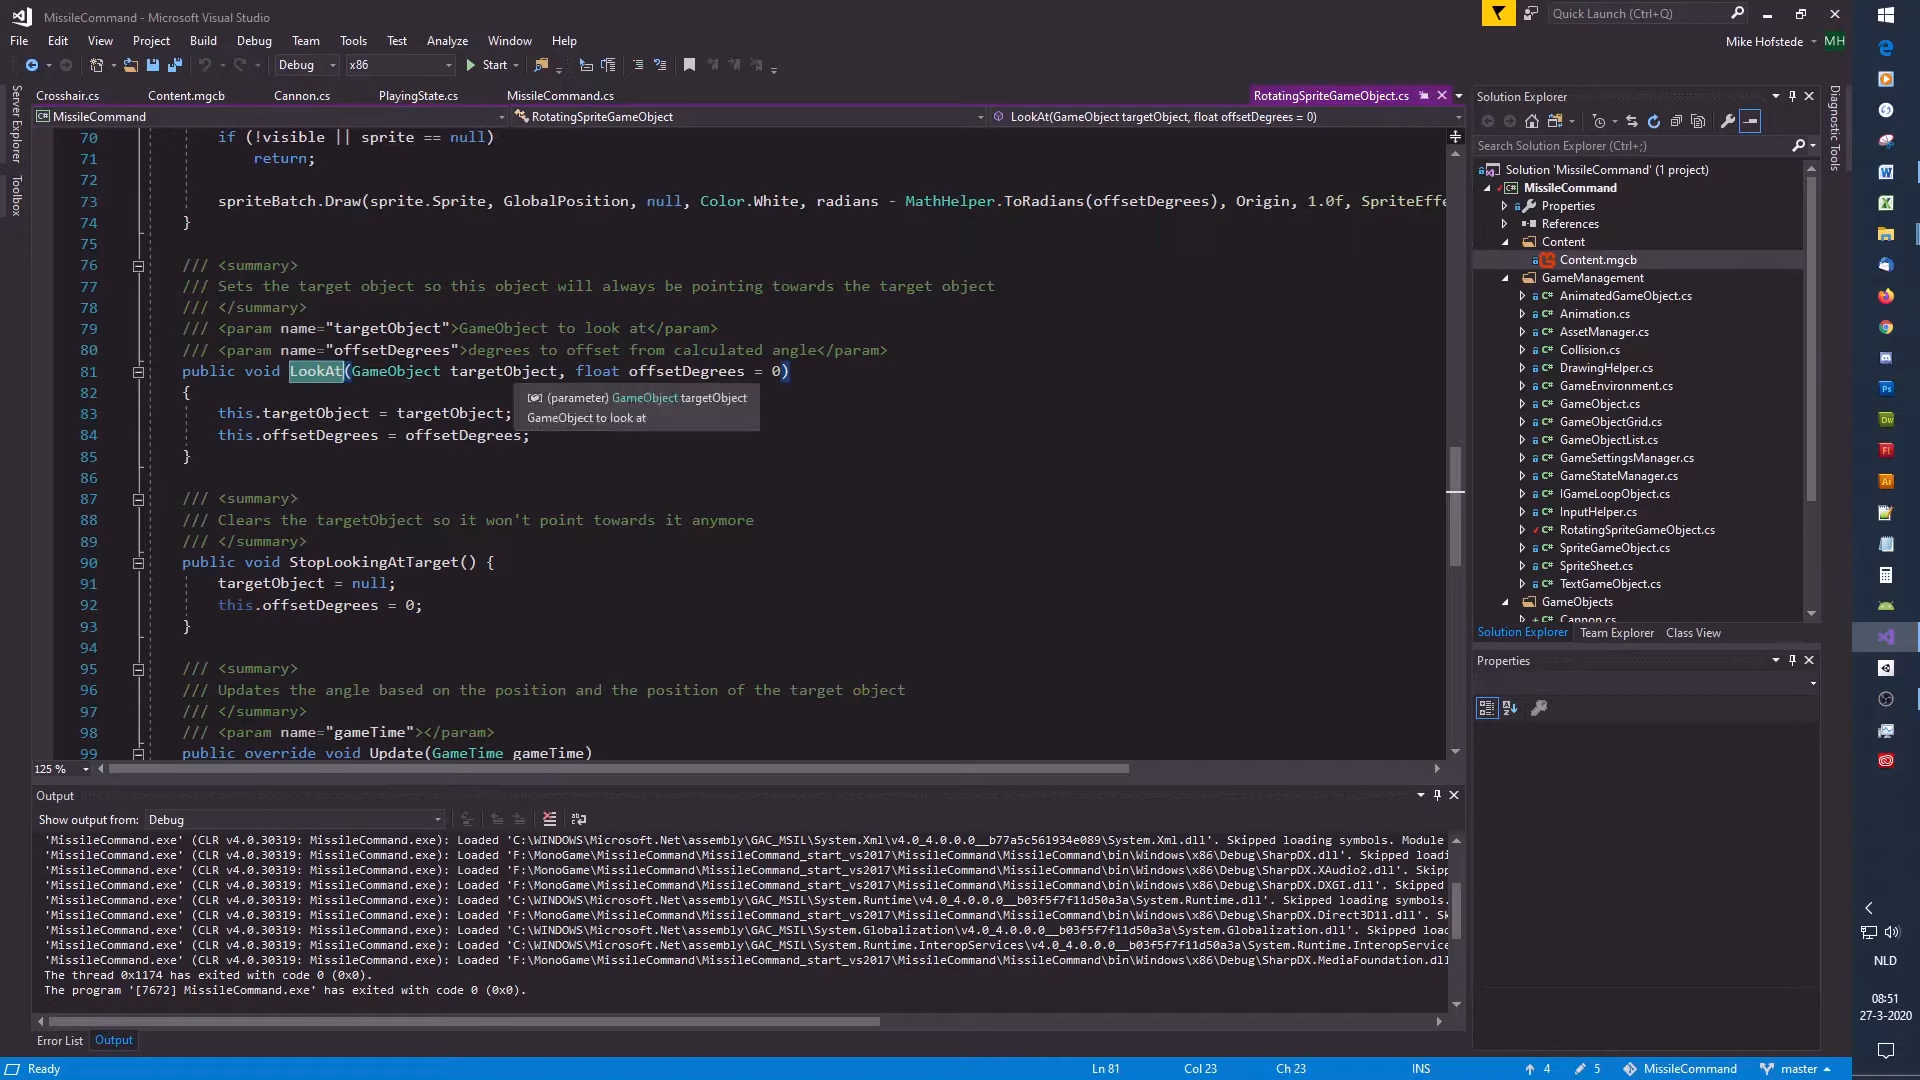 MissileCommand - Microsoft Visual Studio
Quick Launch (Ctrl+Q)
File Edit View Project Build Debug Team Tools Test Analyze Window Help
Mike Hofstede MH
Debug x86 Start
Server Explorer
Toolbox
Crosshair.cs Content.mgcb Cannon.cs PlayingState.cs MissileCommand.cs RotatingSpriteGameObject.cs
MissileCommand RotatingSpriteGameObject LookAt(GameObject targetObject, float offsetDegrees = 0)
70 if (!visible || sprite == null)
71 return;
72
73 spriteBatch.Draw(sprite.Sprite, GlobalPosition, null, Color.White, radians - MathHelper.ToRadians(offsetDegrees), Origin, 1.0f, SpriteEffe
74 }
75
76 /// <summary>
77 /// Sets the target object so this object will always be pointing towards the target object
78 /// </summary>
79 /// <param name="targetObject">GameObject to look at</param>
80 /// <param name="offsetDegrees">degrees to offset from calculated angle</param>
81 public void LookAt(GameObject targetObject, float offsetDegrees = 0)
82 {
83 this.targetObject = targetObject;
84 this.offsetDegrees = offsetDegrees;
85 }
(parameter) GameObject targetObject
GameObject to look at
86
87 /// <summary>
88 /// Clears the targetObject so it won't point towards it anymore
89 /// </summary>
90 public void StopLookingAtTarget() {
91 targetObject = null;
92 this.offsetDegrees = 0;
93 }
94
95 /// <summary>
96 /// Updates the angle based on the position and the position of the target object
97 /// </summary>
98 /// <param name="gameTime"></param>
99 public override void Update(GameTime gameTime)
125 %
Output
Show output from: Debug
'MissileCommand.exe' (CLR v4.0.30319: MissileCommand.exe): Loaded 'C:\WINDOWS\Microsoft.Net\assembly\GAC_MSIL\System.Xml\v4.0_4.0.0.0__b77a5c561934e089\System.Xml.dll'. Skipped loading symbols. Module
'MissileCommand.exe' (CLR v4.0.30319: MissileCommand.exe): Loaded 'F:\MonoGame\MissileCommand\MissileCommand_start_vs2017\MissileCommand\MissileCommand\bin\Windows\x86\Debug\SharpDX.dll'. Skipped loadi
'MissileCommand.exe' (CLR v4.0.30319: MissileCommand.exe): Loaded 'F:\MonoGame\MissileCommand\MissileCommand_start_vs2017\MissileCommand\MissileCommand\bin\Windows\x86\Debug\SharpDX.XAudio2.dll'. Skipp
'MissileCommand.exe' (CLR v4.0.30319: MissileCommand.exe): Loaded 'F:\MonoGame\MissileCommand\MissileCommand_start_vs2017\MissileCommand\MissileCommand\bin\Windows\x86\Debug\SharpDX.DXGI.dll'. Skipped
'MissileCommand.exe' (CLR v4.0.30319: MissileCommand.exe): Loaded 'C:\WINDOWS\Microsoft.Net\assembly\GAC_MSIL\System.Runtime\v4.0_4.0.0.0__b03f5f7f11d50a3a\System.Runtime.dll'. Skipped loading symbols.
'MissileCommand.exe' (CLR v4.0.30319: MissileCommand.exe): Loaded 'F:\MonoGame\MissileCommand\MissileCommand_start_vs2017\MissileCommand\MissileCommand\bin\Windows\x86\Debug\SharpDX.Direct3D11.dll'. Sk
'MissileCommand.exe' (CLR v4.0.30319: MissileCommand.exe): Loaded 'C:\WINDOWS\Microsoft.Net\assembly\GAC_MSIL\System.Globalization\v4.0_4.0.0.0__b03f5f7f11d50a3a\System.Globalization.dll'. Skipped load
'MissileCommand.exe' (CLR v4.0.30319: MissileCommand.exe): Loaded 'C:\WINDOWS\Microsoft.Net\assembly\GAC_MSIL\System.Runtime.InteropServices\v4.0_4.0.0.0__b03f5f7f11d50a3a\System.Runtime.InteropService
'MissileCommand.exe' (CLR v4.0.30319: MissileCommand.exe): Loaded 'F:\MonoGame\MissileCommand\MissileCommand_start_vs2017\MissileCommand\MissileCommand\bin\Windows\x86\Debug\SharpDX.MediaFoundation.dll
The thread 0x1174 has exited with code 0 (0x0).
The program '[7672] MissileCommand.exe' has exited with code 0 (0x0).
Error List Output
Ready Ln 81 Col 23 Ch 23 INS 4 5 MissileCommand master
Solution Explorer
Search Solution Explorer (Ctrl+;)
Solution 'MissileCommand' (1 project)
MissileCommand
Properties
References
Content
Content.mgcb
GameManagement
AnimatedGameObject.cs
Animation.cs
AssetManager.cs
Collision.cs
DrawingHelper.cs
GameEnvironment.cs
GameObject.cs
GameObjectGrid.cs
GameObjectList.cs
GameSettingsManager.cs
GameStateManager.cs
IGameLoopObject.cs
InputHelper.cs
RotatingSpriteGameObject.cs
SpriteGameObject.cs
SpriteSheet.cs
TextGameObject.cs
GameObjects
Cannon.cs
Solution Explorer Team Explorer Class View
Properties
Diagnostic Tools
NLD
08:51
27-3-2020